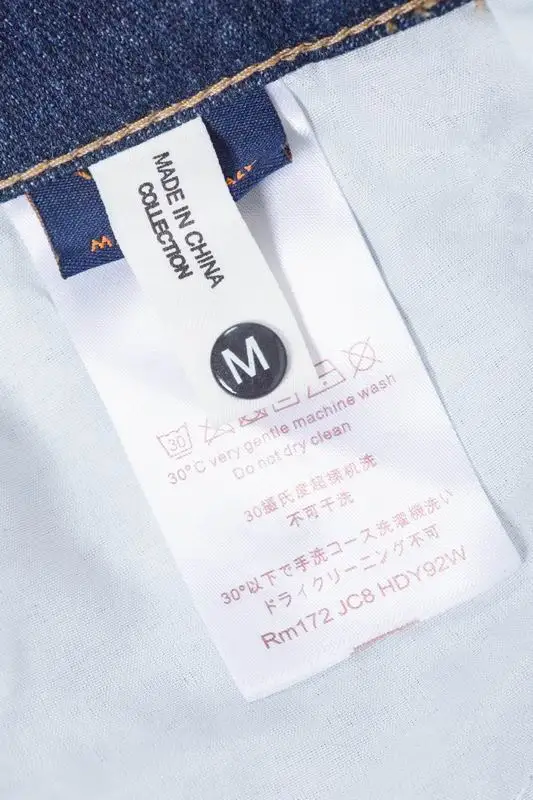 MADE IN CHINA
COLLECTION
M
30
30°C very gentle machine wash
Do not dry clean
30攝氏度超柔机洗
不可干洗
30°以下で手洗コース洗濯機洗い
ドライクリーニング不可
Rm172 JC8 HDY92W